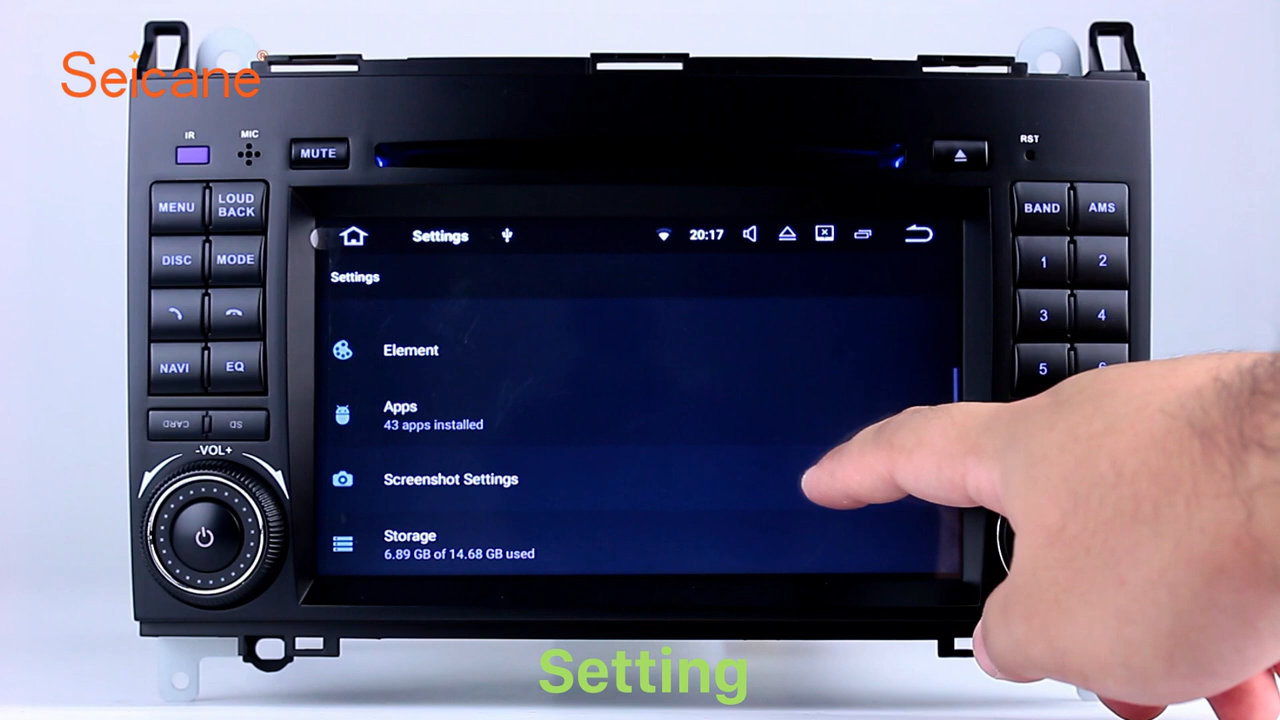 Seicane®
IR
MIC
MUTE
RST
MENU
LOUD
BACK
BAND
AMS
DISC
MODE
1
2
3
4
NAVI
EQ
5
CARD
SD
-VOL+
Settings
20:17
Settings
Element
Apps
43 apps installed
Screenshot Settings
Storage
6.89 GB of 14.68 GB used
Setting